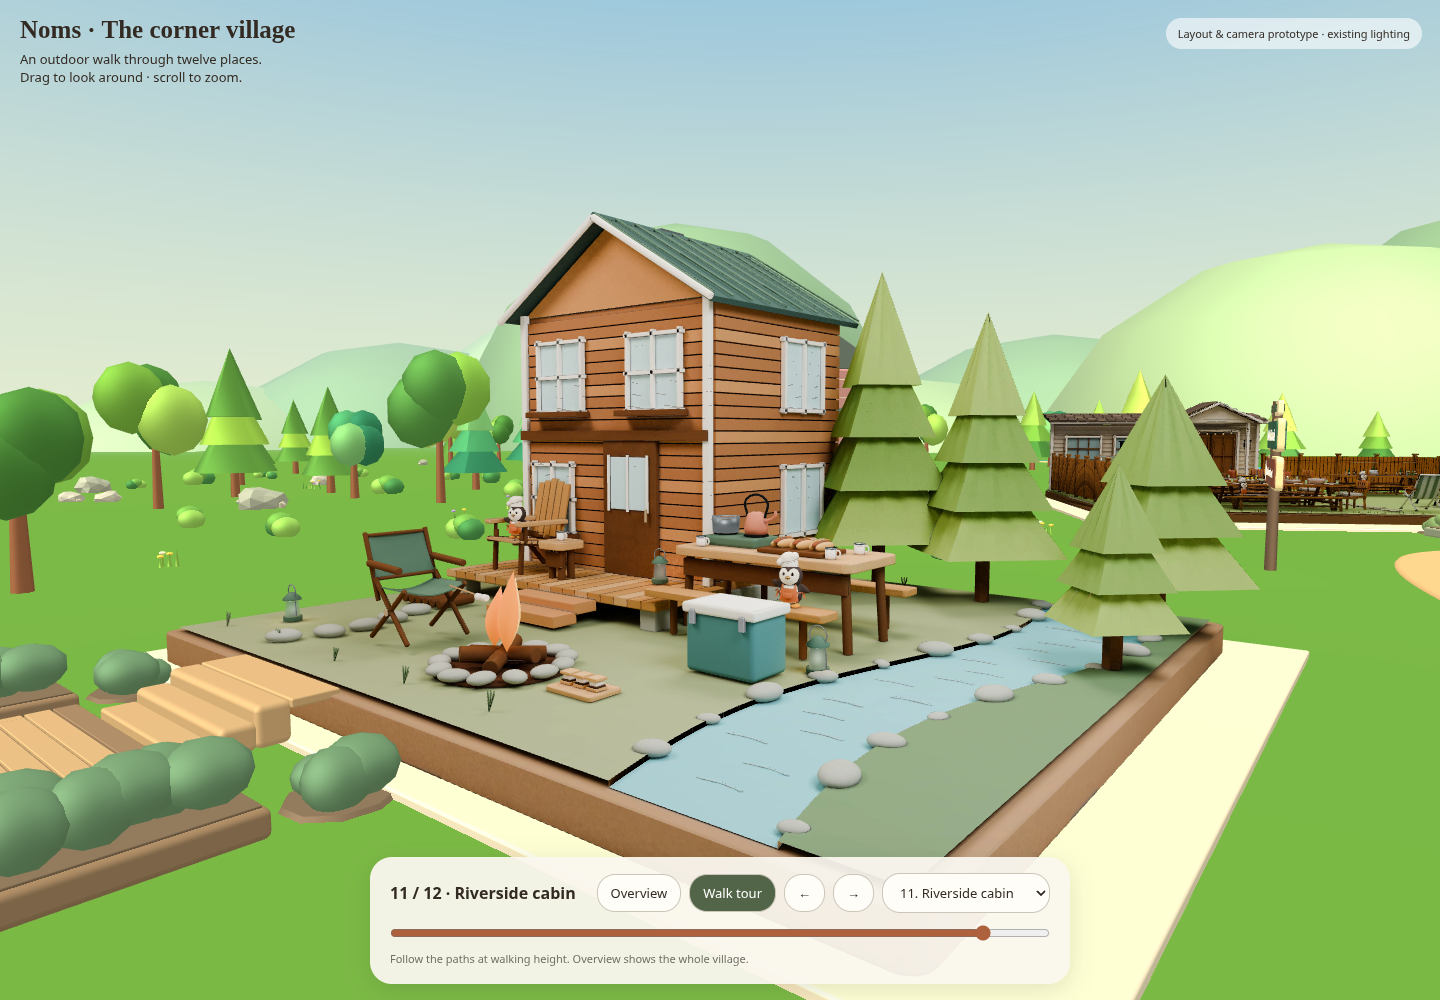 Noms · The corner village
An outdoor walk through twelve places.
Drag to look around · scroll to zoom.
Layout & camera prototype · existing lighting
11 / 12 · Riverside cabin
Overview
Walk tour
←
→
11. Riverside cabin
Follow the paths at walking height. Overview shows the whole village.